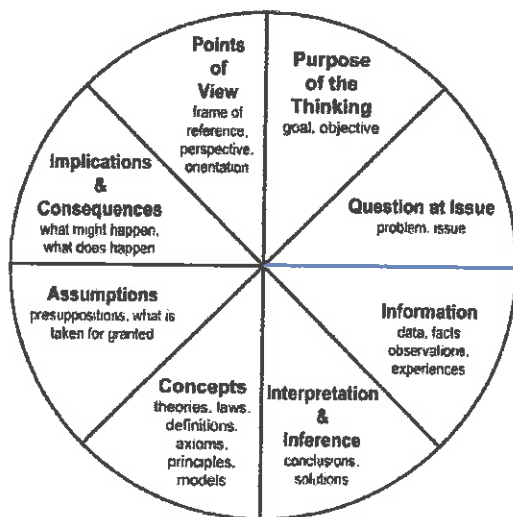 Points
of
View
frame of
reference,
perspective,
orientation
Purpose
of the
Thinking
goal, objective
Question at Issue
problem, issue
Information
data, facts
observations,
experiences
Interpretation
&
Inference
conclusions,
solutions
Concepts
theories, laws,
definitions,
axioms,
principles,
models
Assumptions
presuppositions, what is
taken for granted
Implications
&
Consequences
what might happen,
what does happen